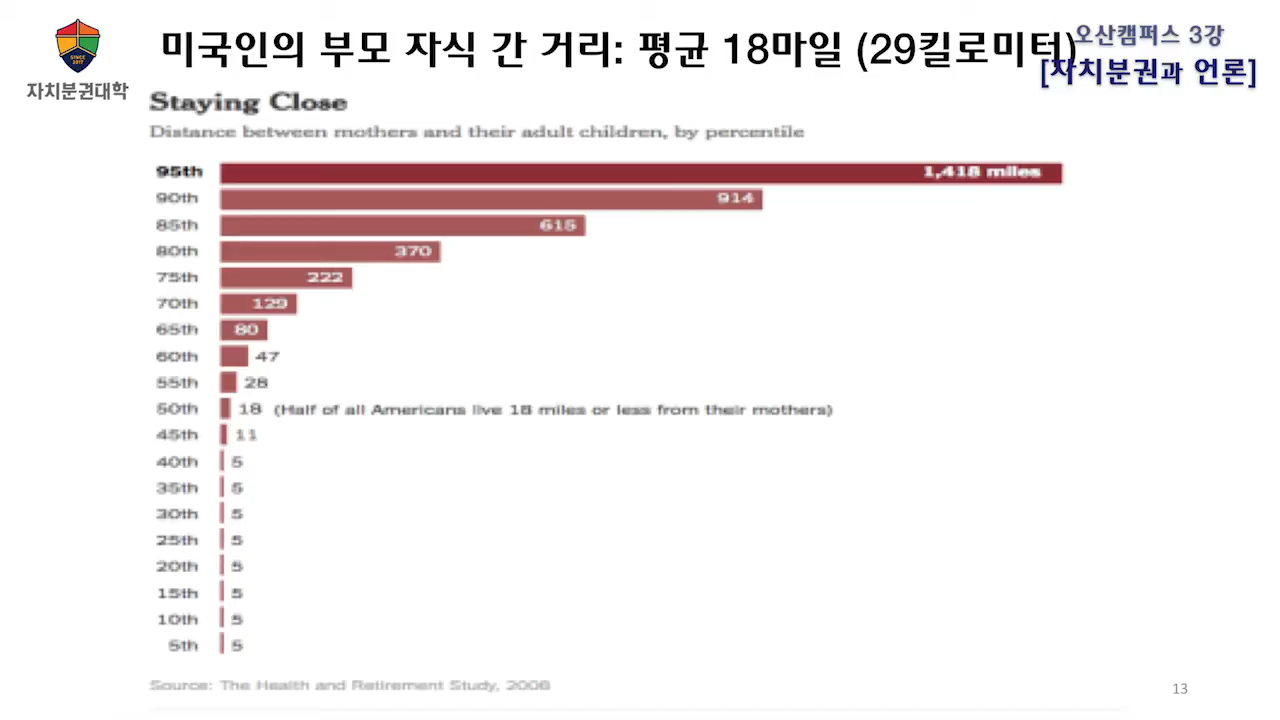 미국인의 부모 자식 간 거리: 평균 18마일 (29킬로미터)
오산캠퍼스 3강
[자치분권과 언론]
SINCE
2017
자치분권대학
Staying Close
Distance between mothers and their adult children, by percentile
95th 1,418 miles
90th 914
85th 615
80th 370
75th 222
70th 129
65th 80
60th 47
55th 28
50th 18 (Half of all Americans live 18 miles or less from their mothers)
45th 11
40th 5
35th 5
30th 5
25th 5
20th 5
15th 5
10th 5
5th 5
Source: The Health and Retirement Study, 2008
13